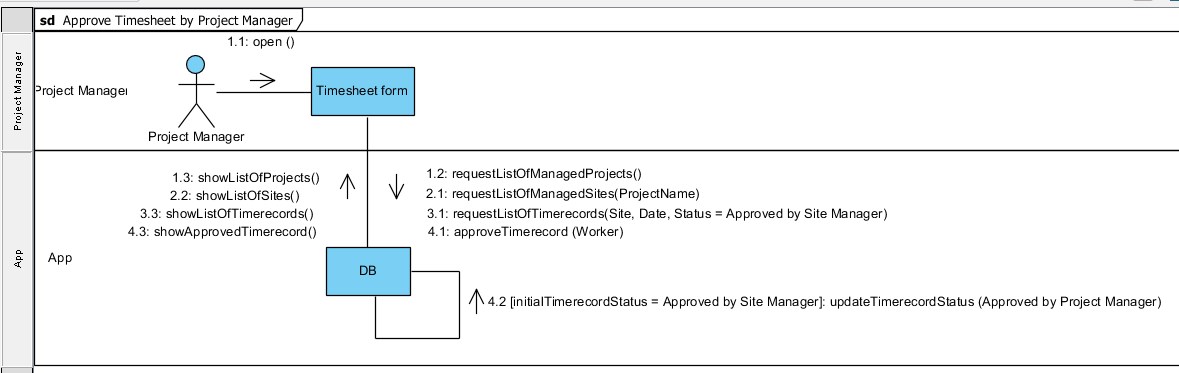 sd Approve Timesheet by Project Manager
Project Manager
1.1: open ()
Project Manager
Timesheet form
Project Manager
App
App
1.3: showListOfProjects()
2.2: showListOfSites()
3.3: showListOfTimerecords()
4.3: showApprovedTimerecord()
1.2: requestListOfManagedProjects()
2.1: requestListOfManagedSites(ProjectName)
3.1: requestListOfTimerecords(Site, Date, Status = Approved by Site Manager)
4.1: approveTimerecord (Worker)
DB
4.2 [initialTimerecordStatus = Approved by Site Manager]: updateTimerecordStatus (Approved by Project Manager)